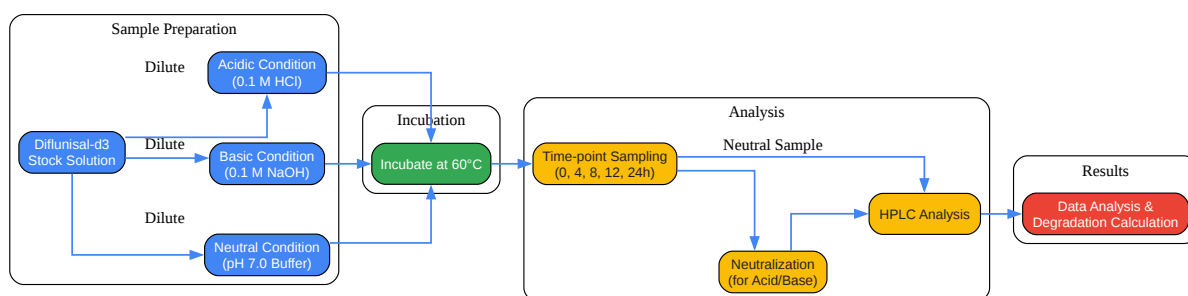 Sample Preparation
Dilute
Acidic Condition
(0.1 M HCl)
Diflunisal-d3
Stock Solution
Dilute
Basic Condition
(0.1 M NaOH)
Dilute
Neutral Condition
(pH 7.0 Buffer)
Incubation
Incubate at 60°C
Analysis
Time-point Sampling
(0, 4, 8, 12, 24h)
Neutral Sample
Neutralization
(for Acid/Base)
HPLC Analysis
Results
Data Analysis &
Degradation Calculation